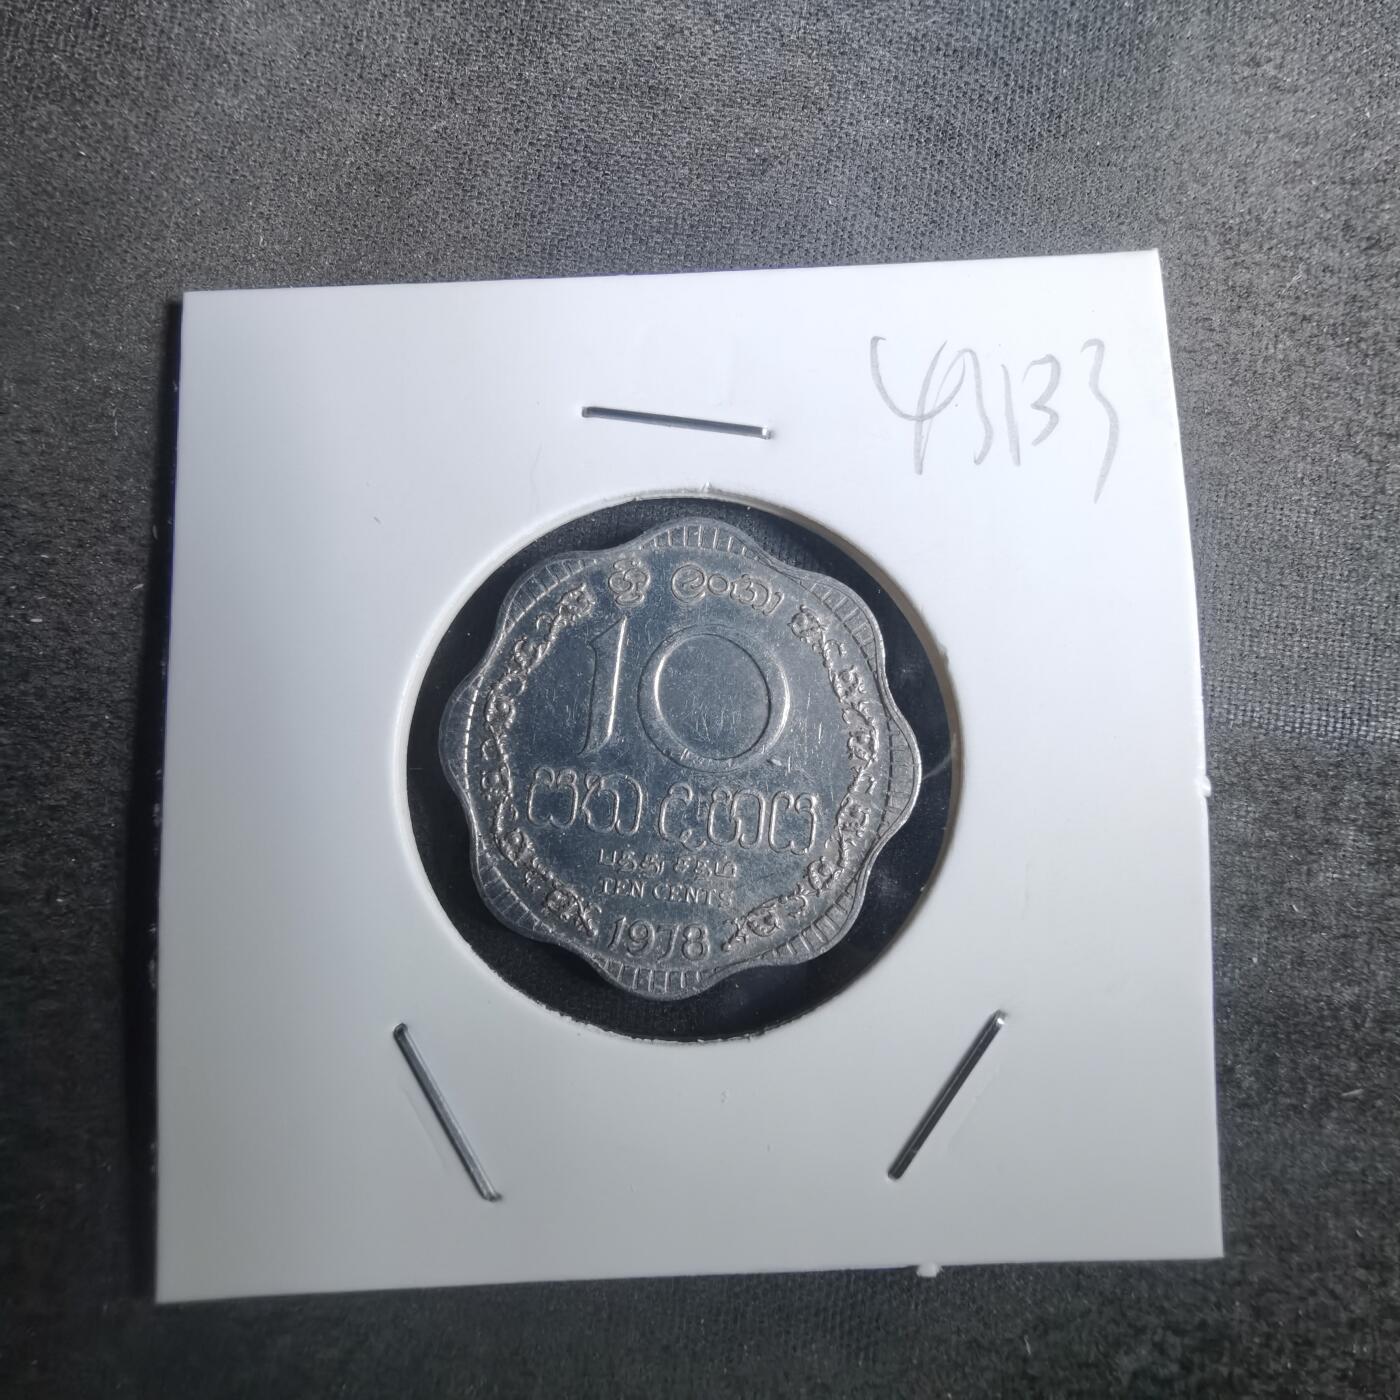 49133
ශ්‍රී ලංකා
10
සත දහය
பத்து சதம்
TEN CENTS
1978